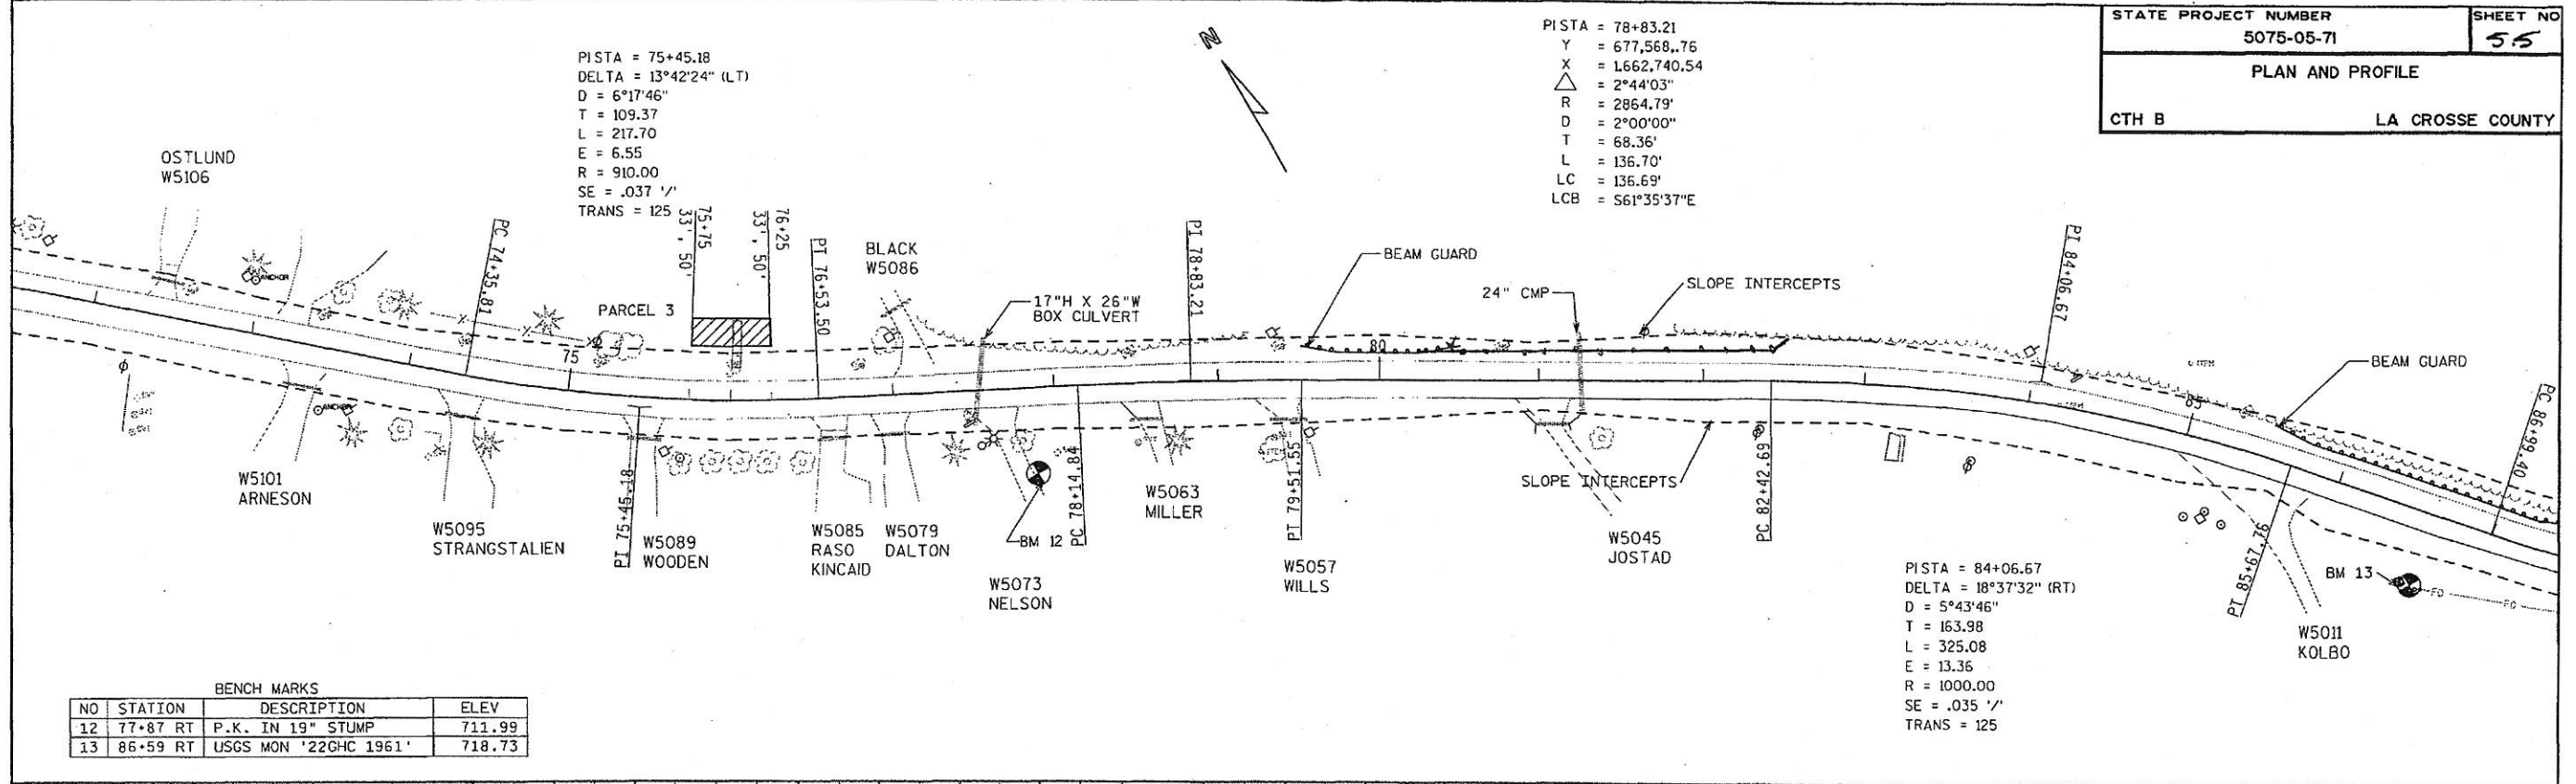 STATE PROJECT NUMBER
5075-05-71
SHEET NO
55
PLAN AND PROFILE
CTH B
LA CROSSE COUNTY
N
PI STA = 75+45.18
DELTA = 13°42'24" (LT)
D = 6°17'46"
T = 109.37
L = 217.70
E = 6.55
R = 910.00
SE = .037 '/'
TRANS = 125
PI STA = 78+83.21
Y = 677,568,.76
X = 1,662,740.54
△ = 2°44'03"
R = 2864.79'
D = 2°00'00"
T = 68.36'
L = 136.70'
LC = 136.69'
LCB = S61°35'37"E
OSTLUND
W5106
ANCHOR
PC 74+35.81
75+75
33', 50'
76+25
33', 50'
PARCEL 3
75
PT 76+53.50
BLACK
W5086
17"H X 26"W
BOX CULVERT
PI 78+83.21
BEAM GUARD
80
24" CMP
SLOPE INTERCEPTS
PI 84+06.67
BEAM GUARD
85
PC 86+99.40
ANCHOR
W5101
ARNESON
W5095
STRANGSTALIEN
PI 75+45.18
W5089
WOODEN
W5085
RASO
KINCAID
W5079
DALTON
BM 12
W5073
NELSON
PC 78+14.84
W5063
MILLER
PT 79+51.55
W5057
WILLS
SLOPE INTERCEPTS
W5045
JOSTAD
PC 82+42.69
PI STA = 84+06.67
DELTA = 18°37'32" (RT)
D = 5°43'46"
T = 163.98
L = 325.08
E = 13.36
R = 1000.00
SE = .035 '/'
TRANS = 125
PT 85+67.76
W5011
KOLBO
BM 13
FO
FO
BENCH MARKS
NO STATION DESCRIPTION ELEV
12 77+87 RT P.K. IN 19" STUMP 711.99
13 86+59 RT USGS MON '22GHC 1961' 718.73